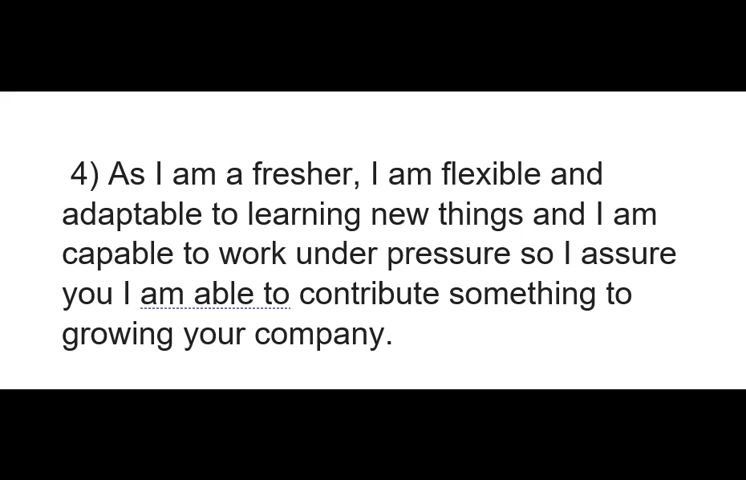 4) As I am a fresher, I am flexible and
adaptable to learning new things and I am
capable to work under pressure so I assure
you I am able to contribute something to
growing your company.